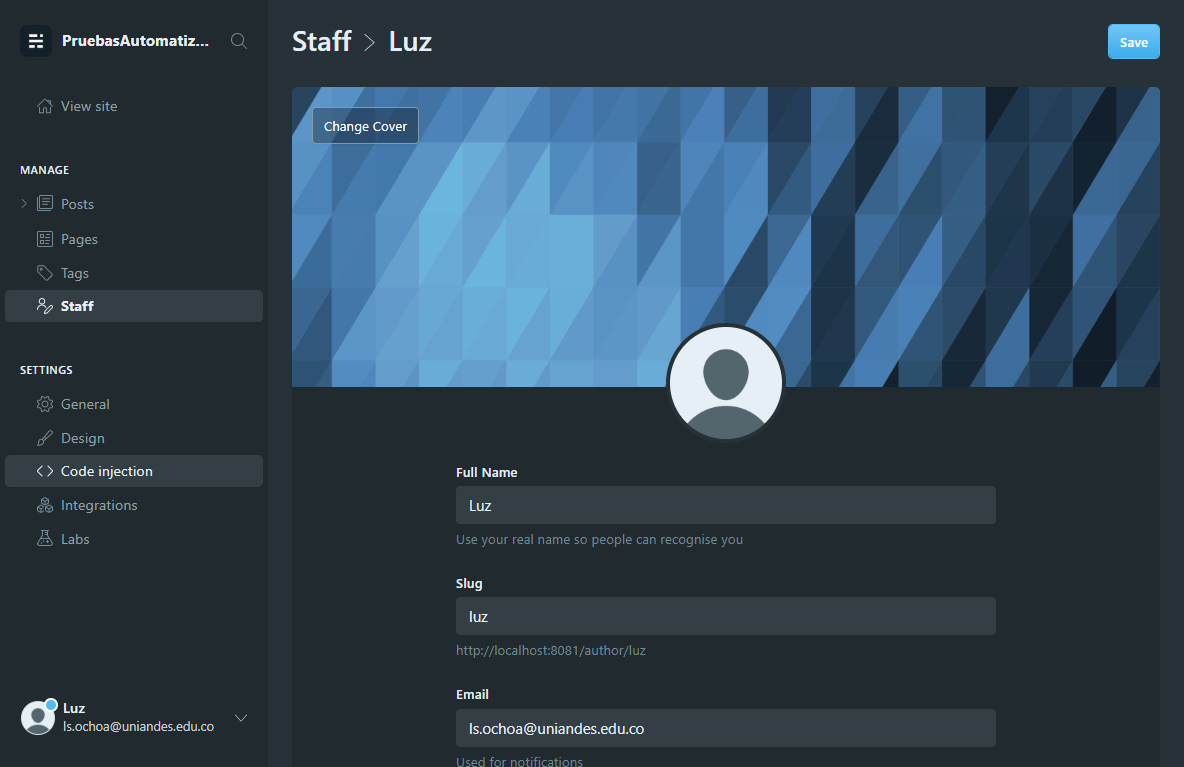 PruebasAutomatiz...
View site
MANAGE
Posts
Pages
Tags
Staff
SETTINGS
General
Design
Code injection
Integrations
Labs
Luz
ls.ochoa@uniandes.edu.co
Staff > Luz
Save
Change Cover
Full Name
Luz
Use your real name so people can recognise you
Slug
luz
http://localhost:8081/author/luz
Email
ls.ochoa@uniandes.edu.co
Used for notifications